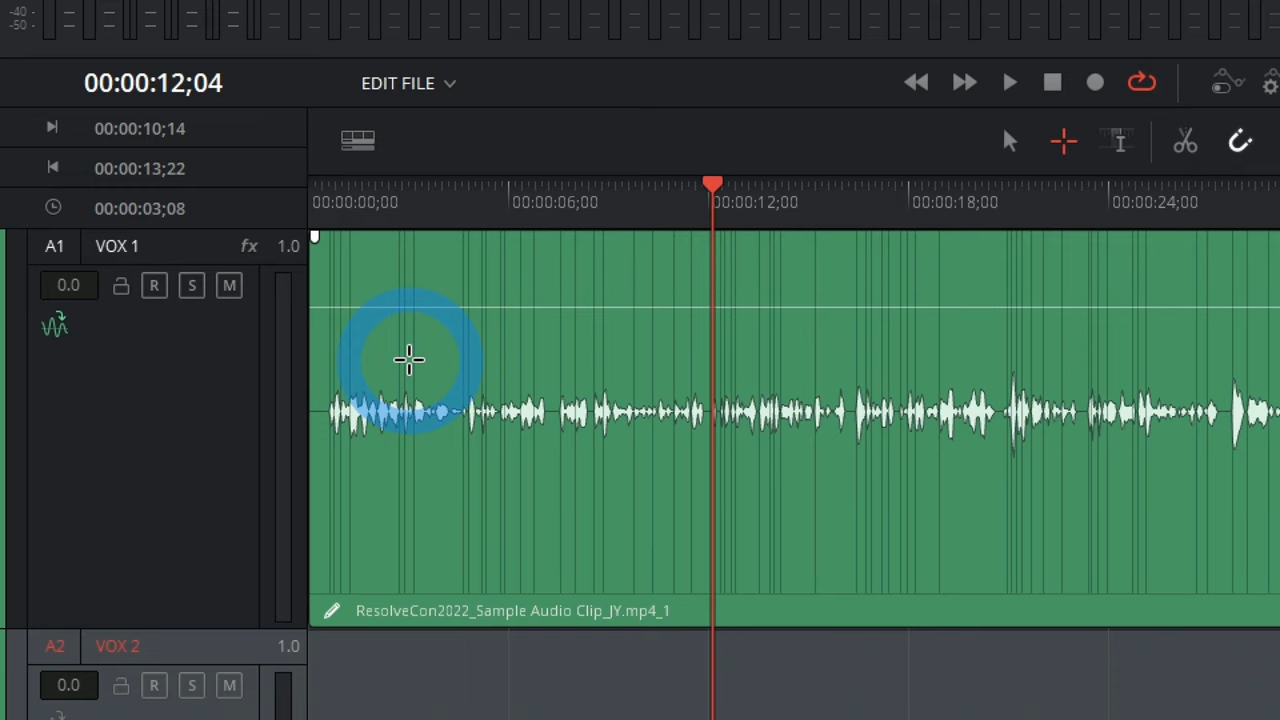 -40
-50
00:00:12;04
EDIT FILE
00:00:10;14
00:00:13;22
00:00:03;08
00:00:00;00 00:00:06;00 00:00:12;00 00:00:18;00 00:00:24;00
A1 VOX 1 fx 1.0
0.0 R S M
ResolveCon2022_Sample Audio Clip_JY.mp4_1
A2 VOX 2 1.0
0.0 R S M